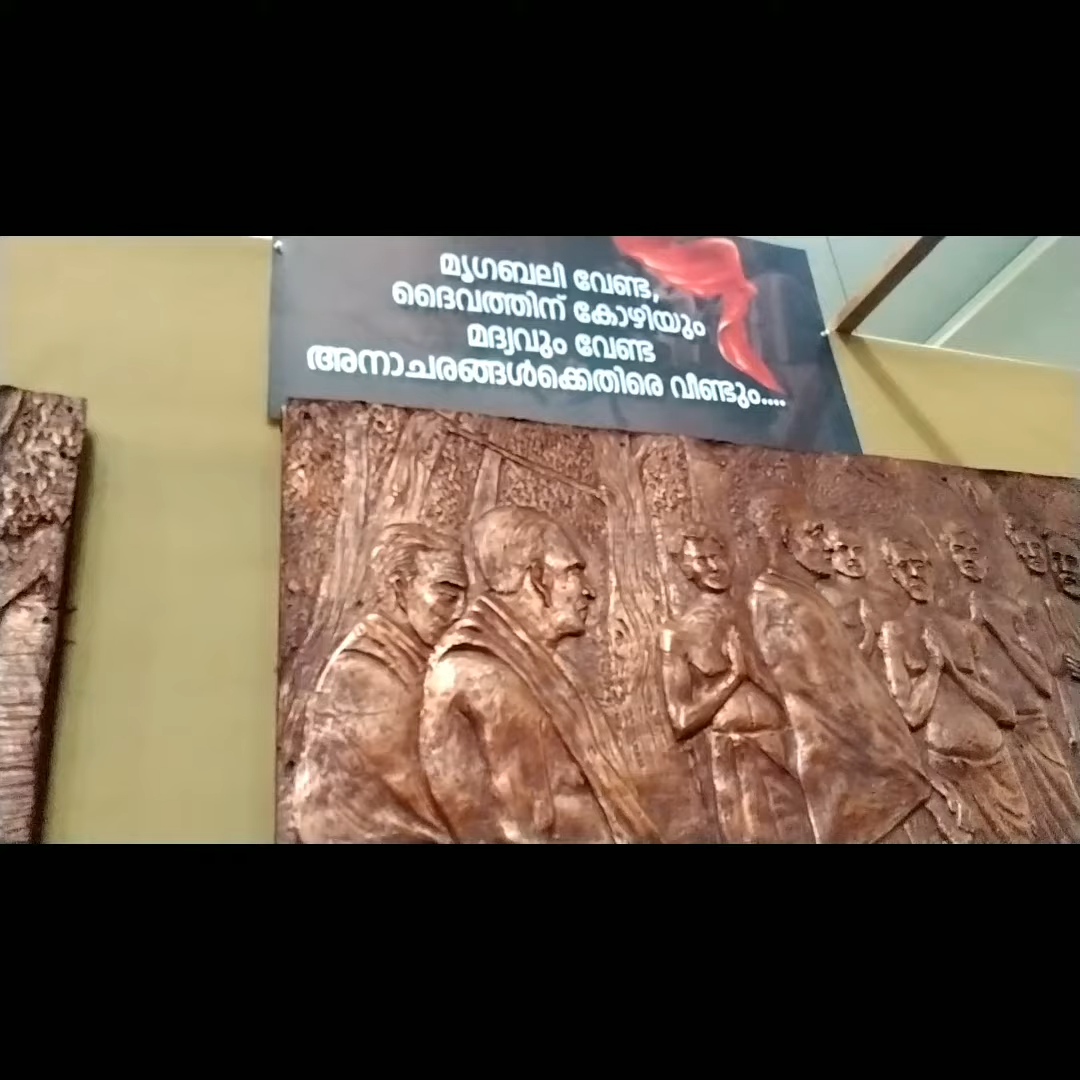 മൃഗബലി വേണ്ട,
ദൈവത്തിന് കോഴിയും
മദ്യവും വേണ്ട
അനാചരങ്ങൾക്കെതിരെ വീണ്ടും....